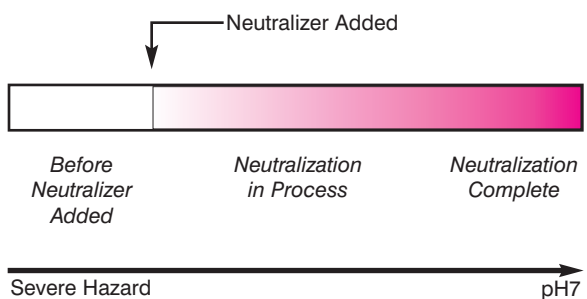 Neutralizer Added
Before
Neutralizer
Added
Neutralization
in Process
Neutralization
Complete
Severe Hazard
pH7